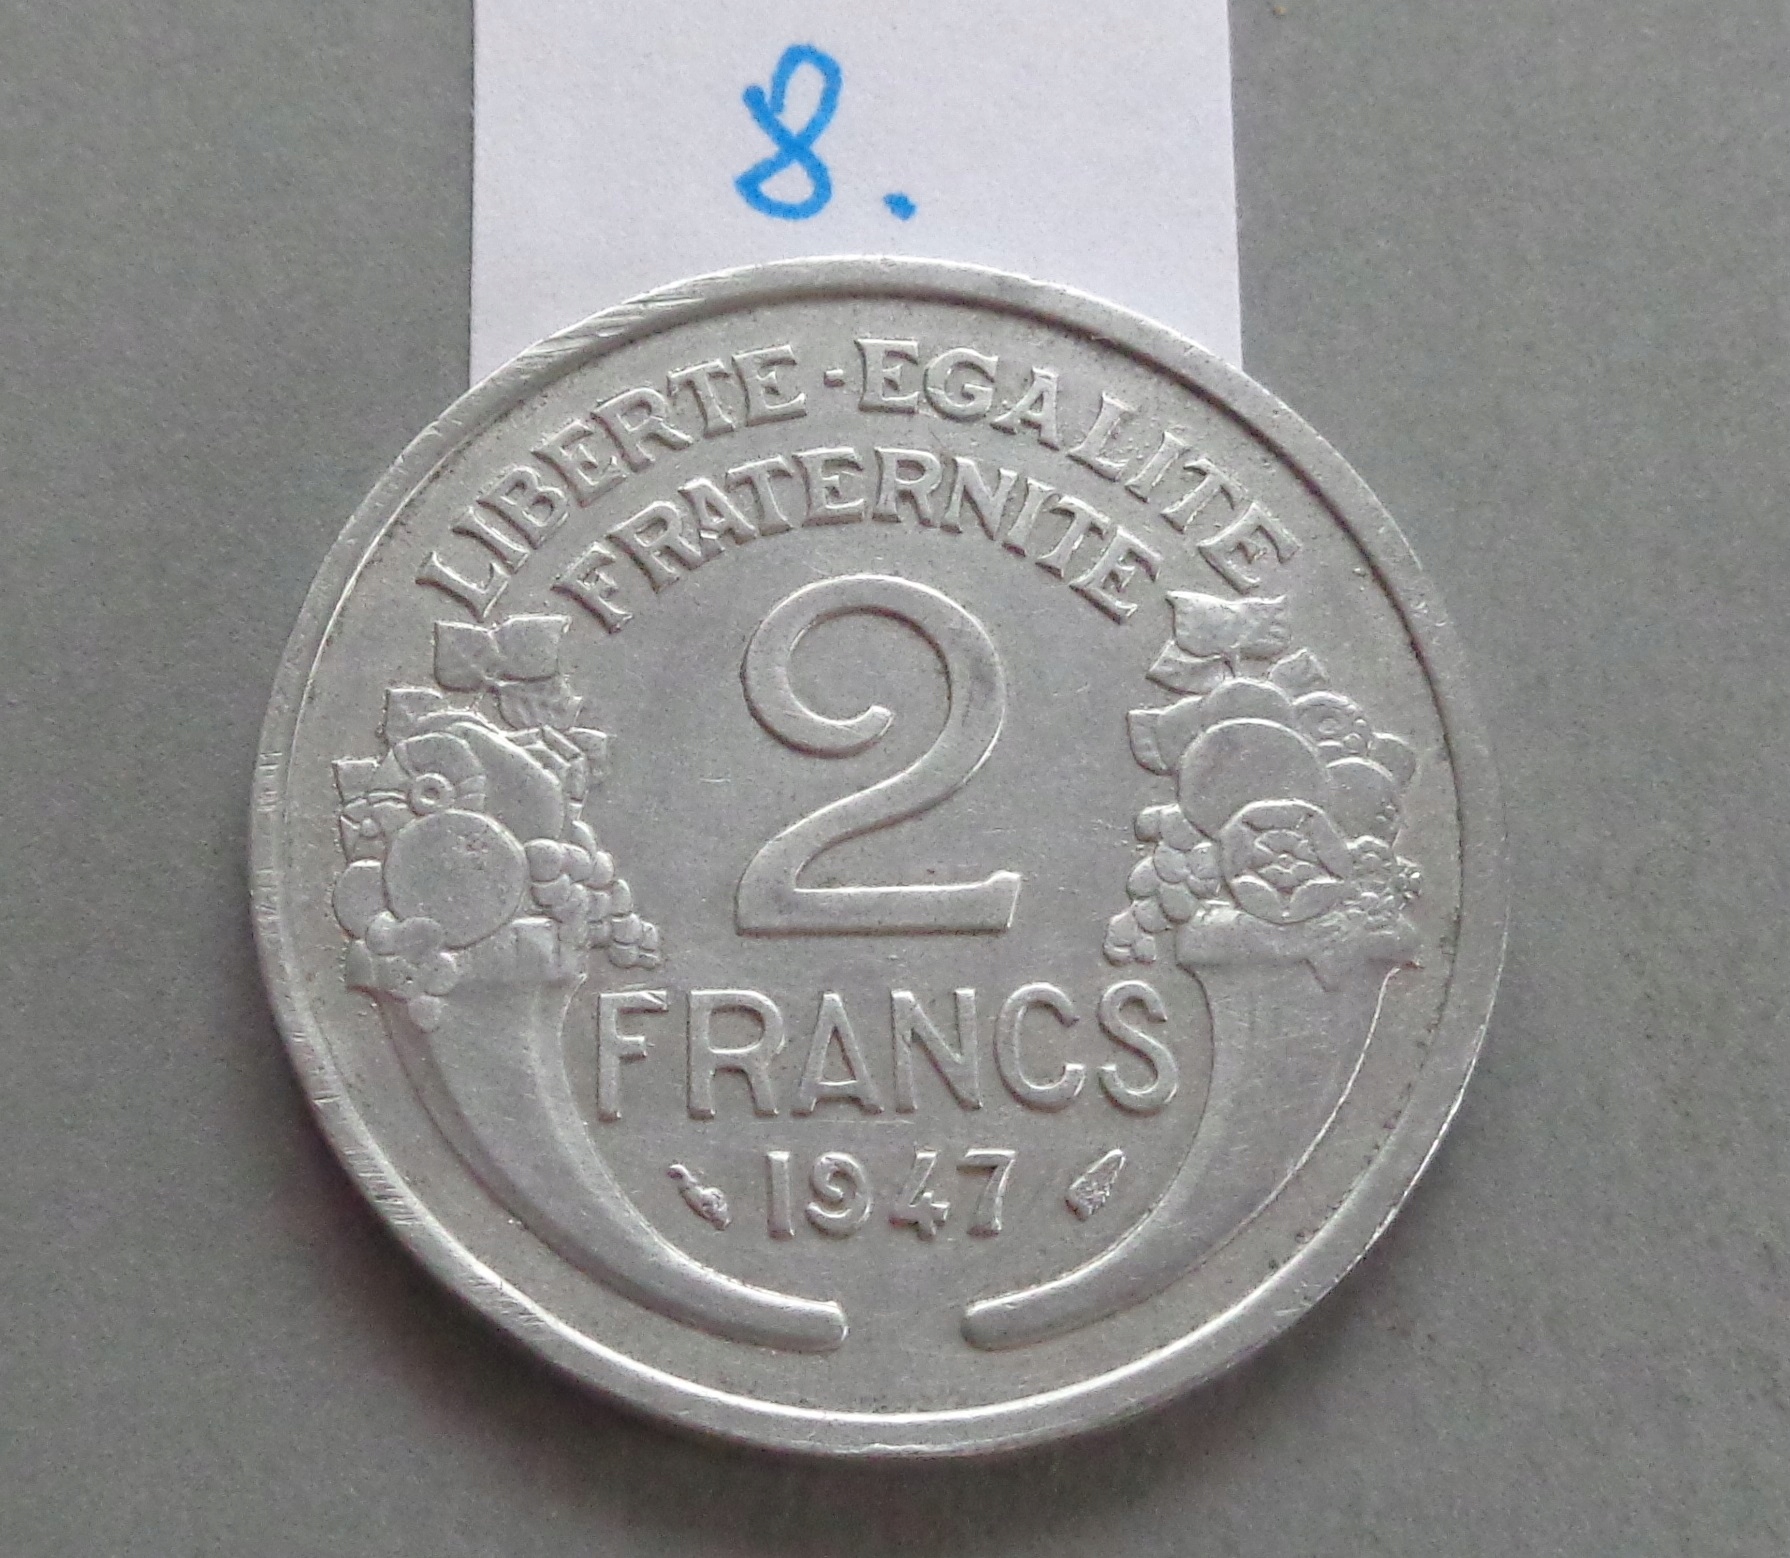 8.
LIBERTE · EGALITE
FRATERNITE
2
FRANCS
1947